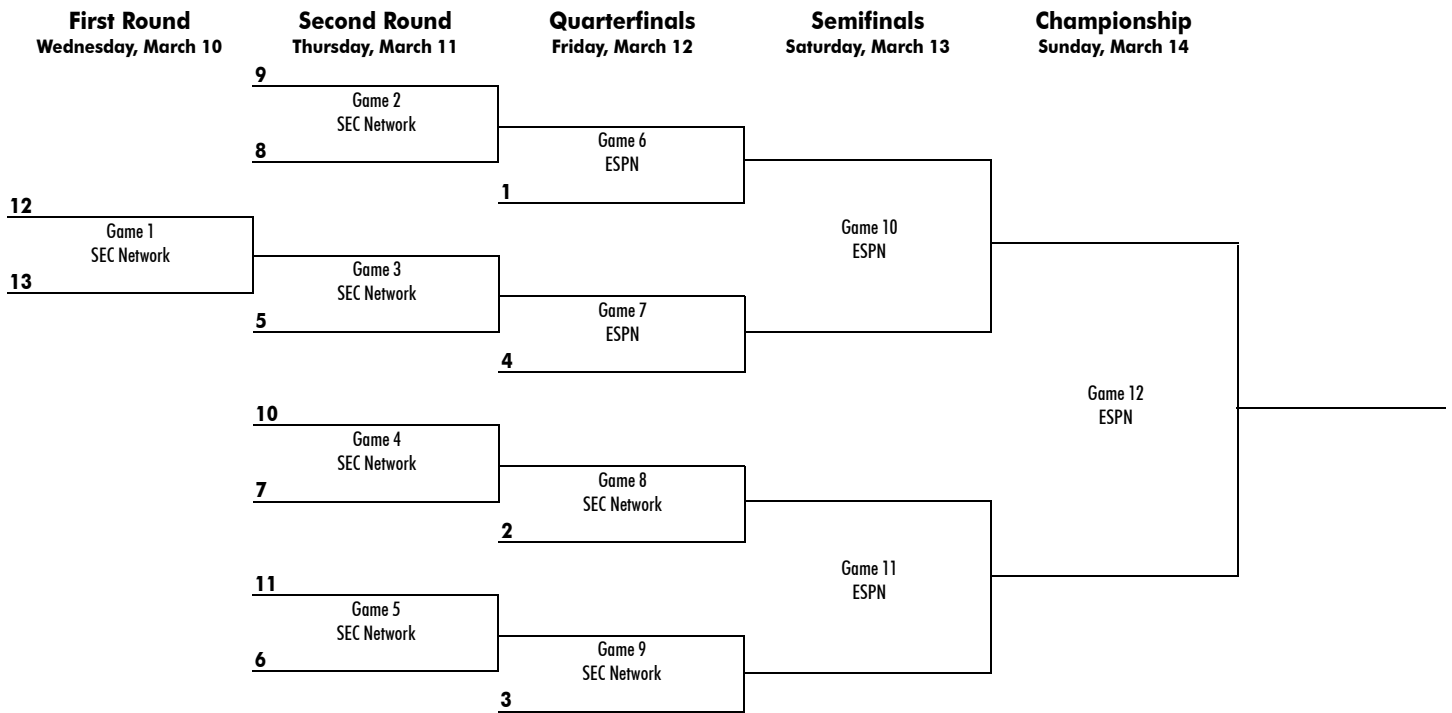 First Round
Wednesday, March 10
Second Round
Thursday, March 11
Quarterfinals
Friday, March 12
Semifinals
Saturday, March 13
Championship
Sunday, March 14
12
Game 1
SEC Network
13
9
Game 2
SEC Network
8
Game 3
SEC Network
5
10
Game 4
SEC Network
7
11
Game 5
SEC Network
6
Game 6
ESPN
1
Game 7
ESPN
4
Game 8
SEC Network
2
Game 9
SEC Network
3
Game 10
ESPN
Game 11
ESPN
Game 12
ESPN